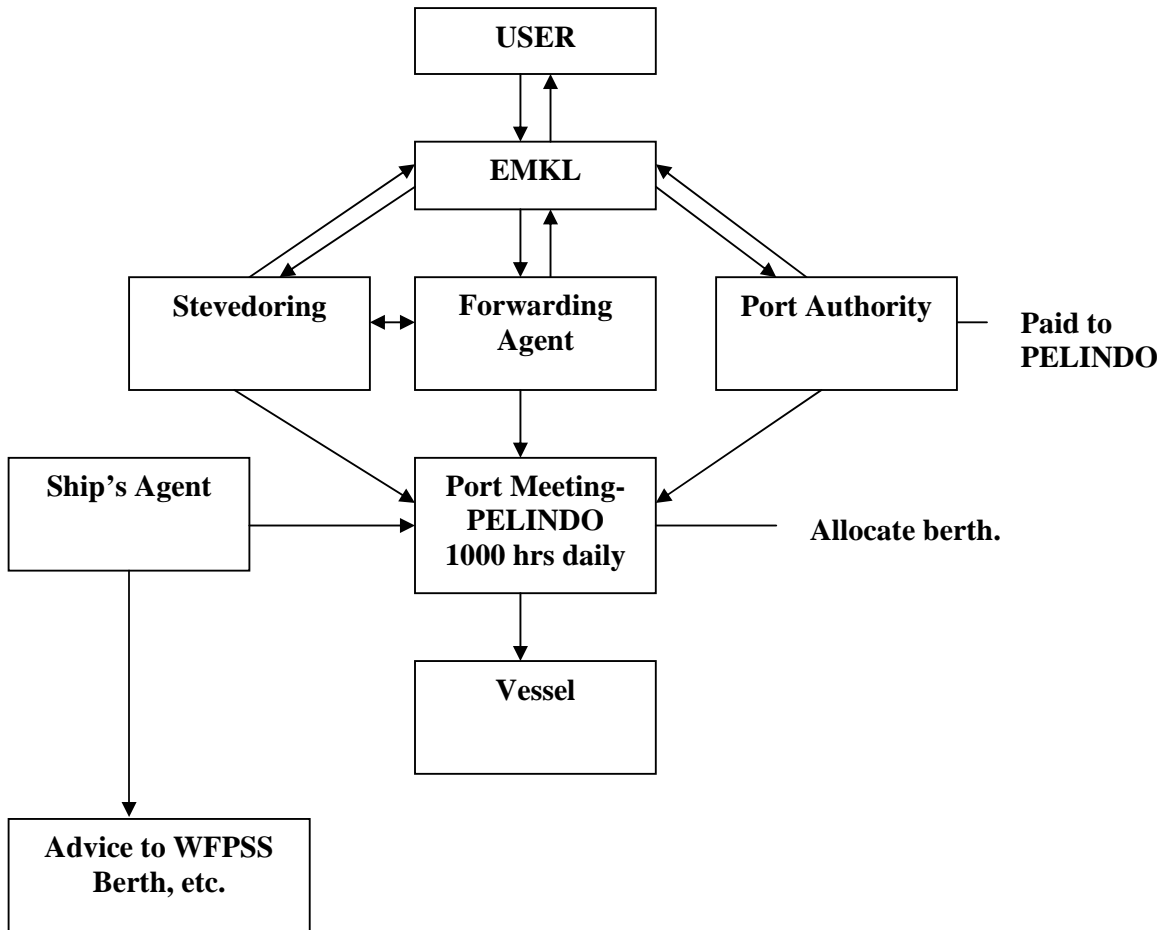 USER
EMKL
Stevedoring
Forwarding
Agent
Port Authority
Paid to
PELINDO
Ship’s Agent
Port Meeting-
PELINDO
1000 hrs daily
Allocate berth.
Vessel
Advice to WFPSS
Berth, etc.